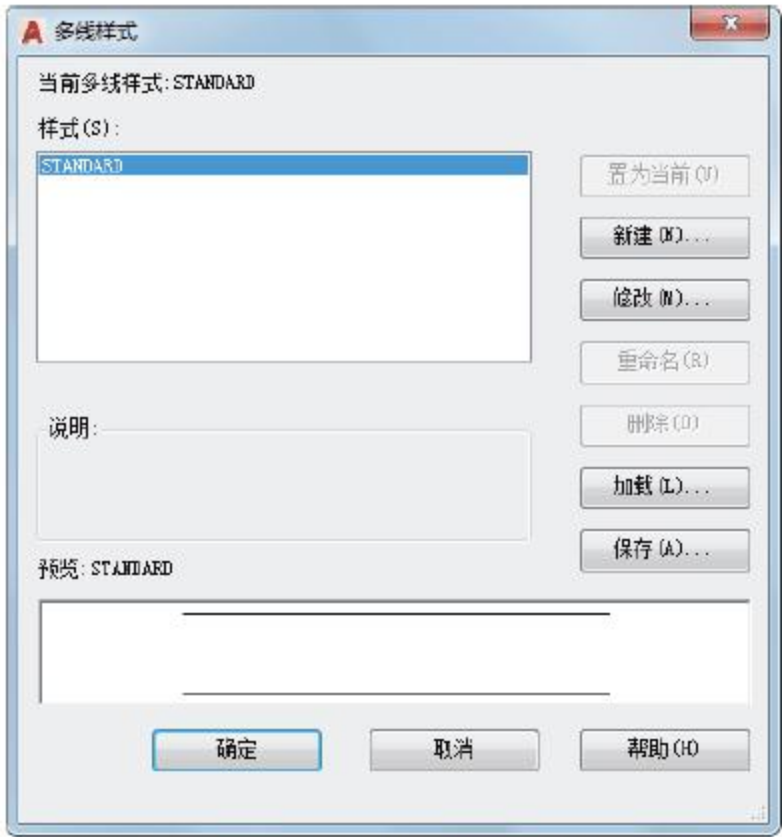 多线样式
当前多线样式:STANDARD
样式(S):
STANDARD
置为当前(U)
新建(N)...
修改(M)...
重命名(R)
删除(D)
说明:
加载(L)...
保存(A)...
预览:STANDARD
确定
取消
帮助(H)